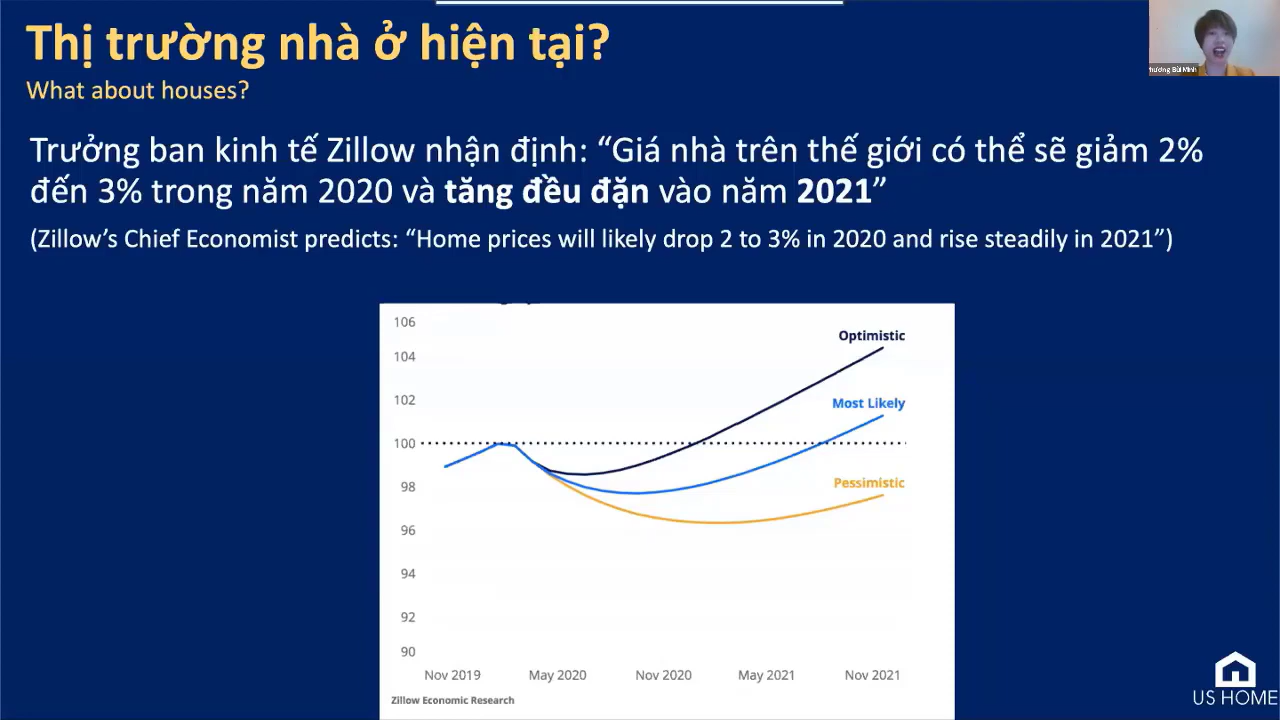 Thị trường nhà ở hiện tại?
What about houses?
Trưởng ban kinh tế Zillow nhận định: “Giá nhà trên thế giới có thể sẽ giảm 2%
đến 3% trong năm 2020 và tăng đều đặn vào năm 2021”
(Zillow’s Chief Economist predicts: “Home prices will likely drop 2 to 3% in 2020 and rise steadily in 2021”)
106
104
102
100
98
96
94
92
90
Optimistic
Most Likely
Pessimistic
Nov 2019 May 2020 Nov 2020 May 2021 Nov 2021
Zillow Economic Research
US HOME
Bùi Minh